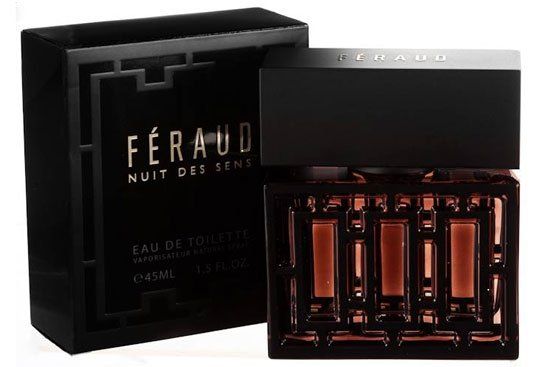 FÉRAUD
NUIT DES SENS
EAU DE TOILETTE
VAPORISATEUR NATURAL SPRAY
℮45ML 1.5 FL.OZ.
FÉRAUD